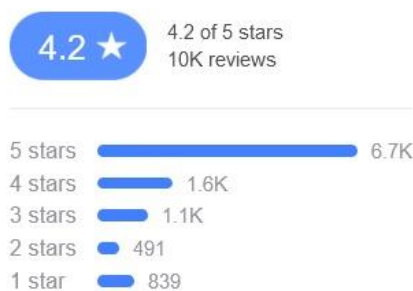 4.2 ★
4.2 of 5 stars
10K reviews
5 stars 6.7K
4 stars 1.6K
3 stars 1.1K
2 stars 491
1 star 839